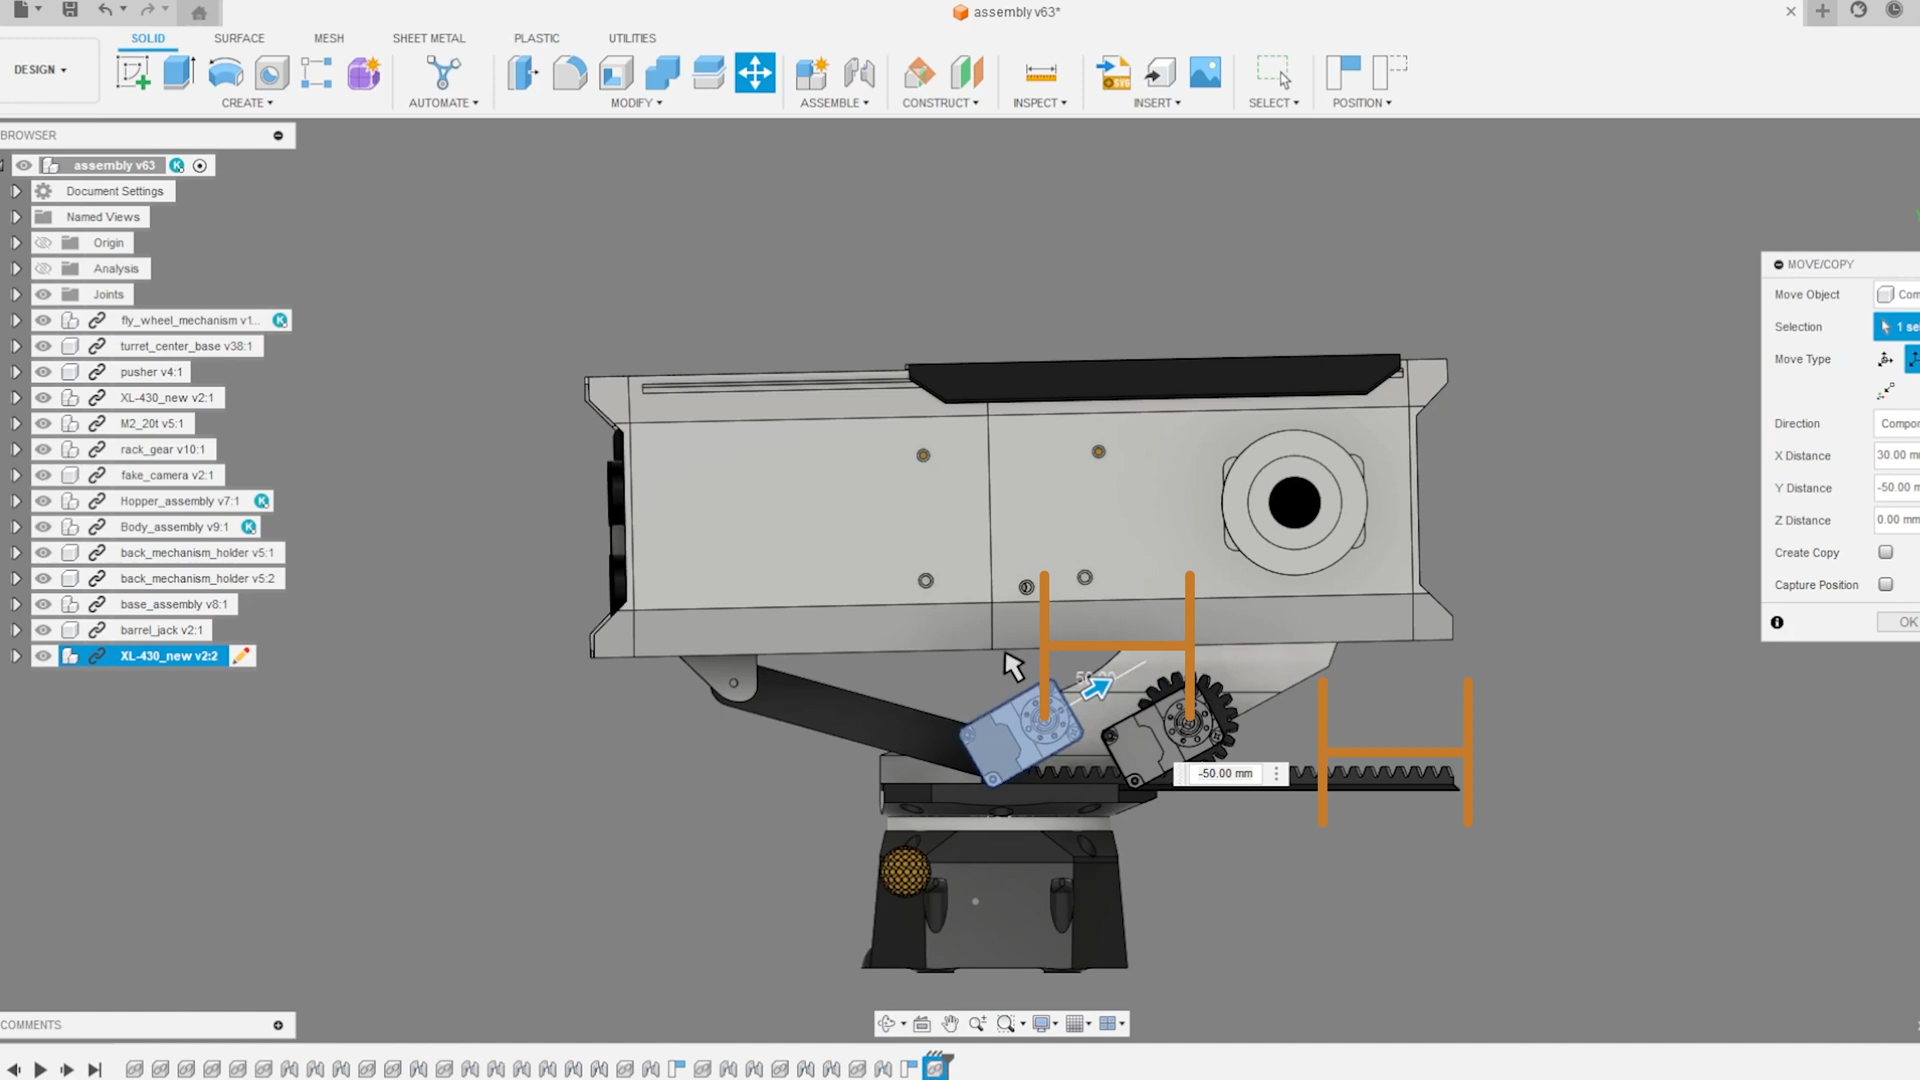 assembly v63*
SOLID SURFACE MESH SHEET METAL PLASTIC UTILITIES
DESIGN
CREATE AUTOMATE MODIFY ASSEMBLE CONSTRUCT INSPECT INSERT SELECT POSITION
BROWSER
assembly v63
Document Settings
Named Views
Origin
Analysis
Joints
fly_wheel_mechanism v1...
turret_center_base v38:1
pusher v4:1
XL-430_new v2:1
M2_20t v5:1
rack_gear v10:1
fake_camera v2:1
Hopper_assembly v7:1
Body_assembly v9:1
back_mechanism_holder v5:1
back_mechanism_holder v5:2
base_assembly v8:1
barrel_jack v2:1
XL-430_new v2:2
MOVE/COPY
Move Object Com
Selection 1 se
Move Type
Direction Compo
X Distance 30.00 m
Y Distance -50.00 m
Z Distance 0.00 mm
Create Copy
Capture Position
OK
-50.00 mm
COMMENTS